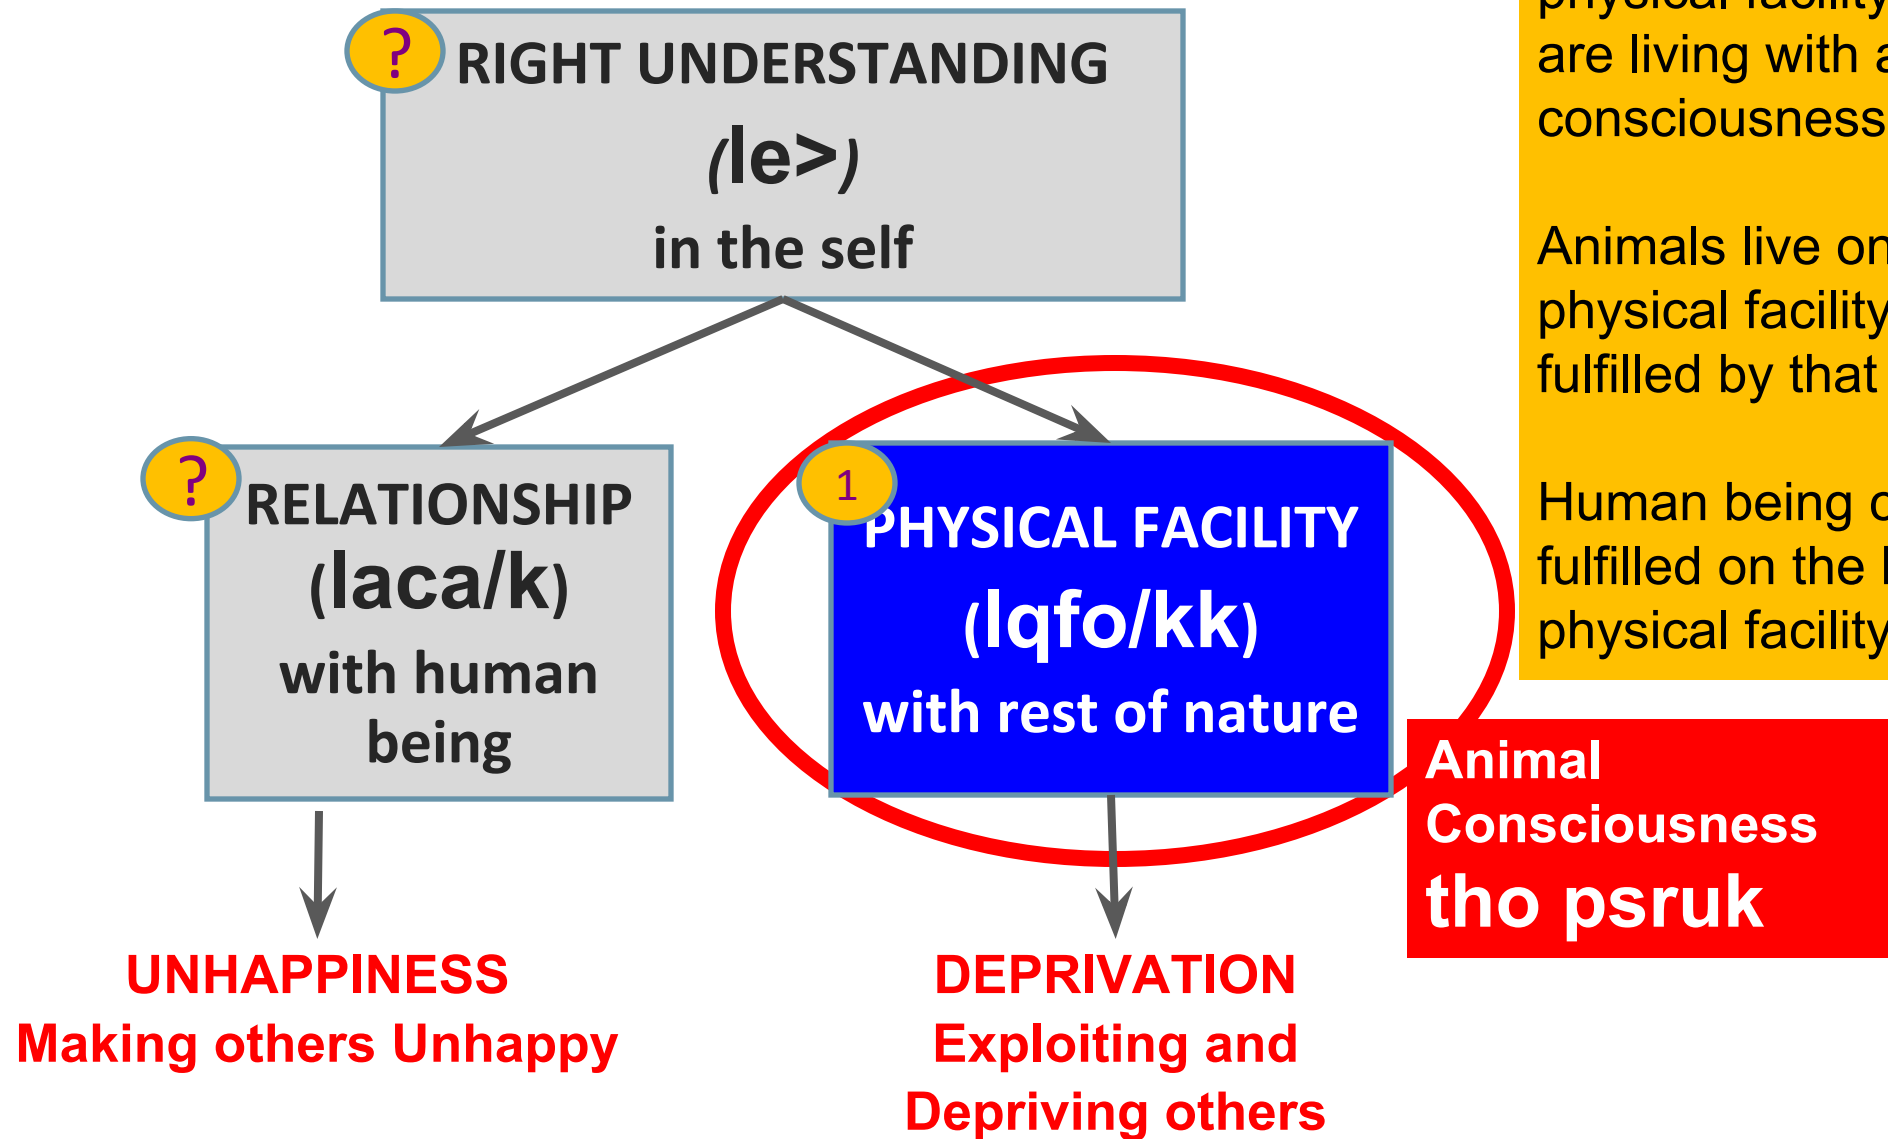 ?
RIGHT UNDERSTANDING
(le>)
in the self
?
RELATIONSHIP
(laca/k)
with human
being
1
PHYSICAL FACILITY
(lqfo/kk)
with rest of nature
UNHAPPINESS
Making others Unhappy
DEPRIVATION
Exploiting and
Depriving others
physical facility
are living with a
consciousness
Animals live on
physical facility
fulfilled by that
Human being
fulfilled on the
physical facility
Animal
Consciousness
tho psruk